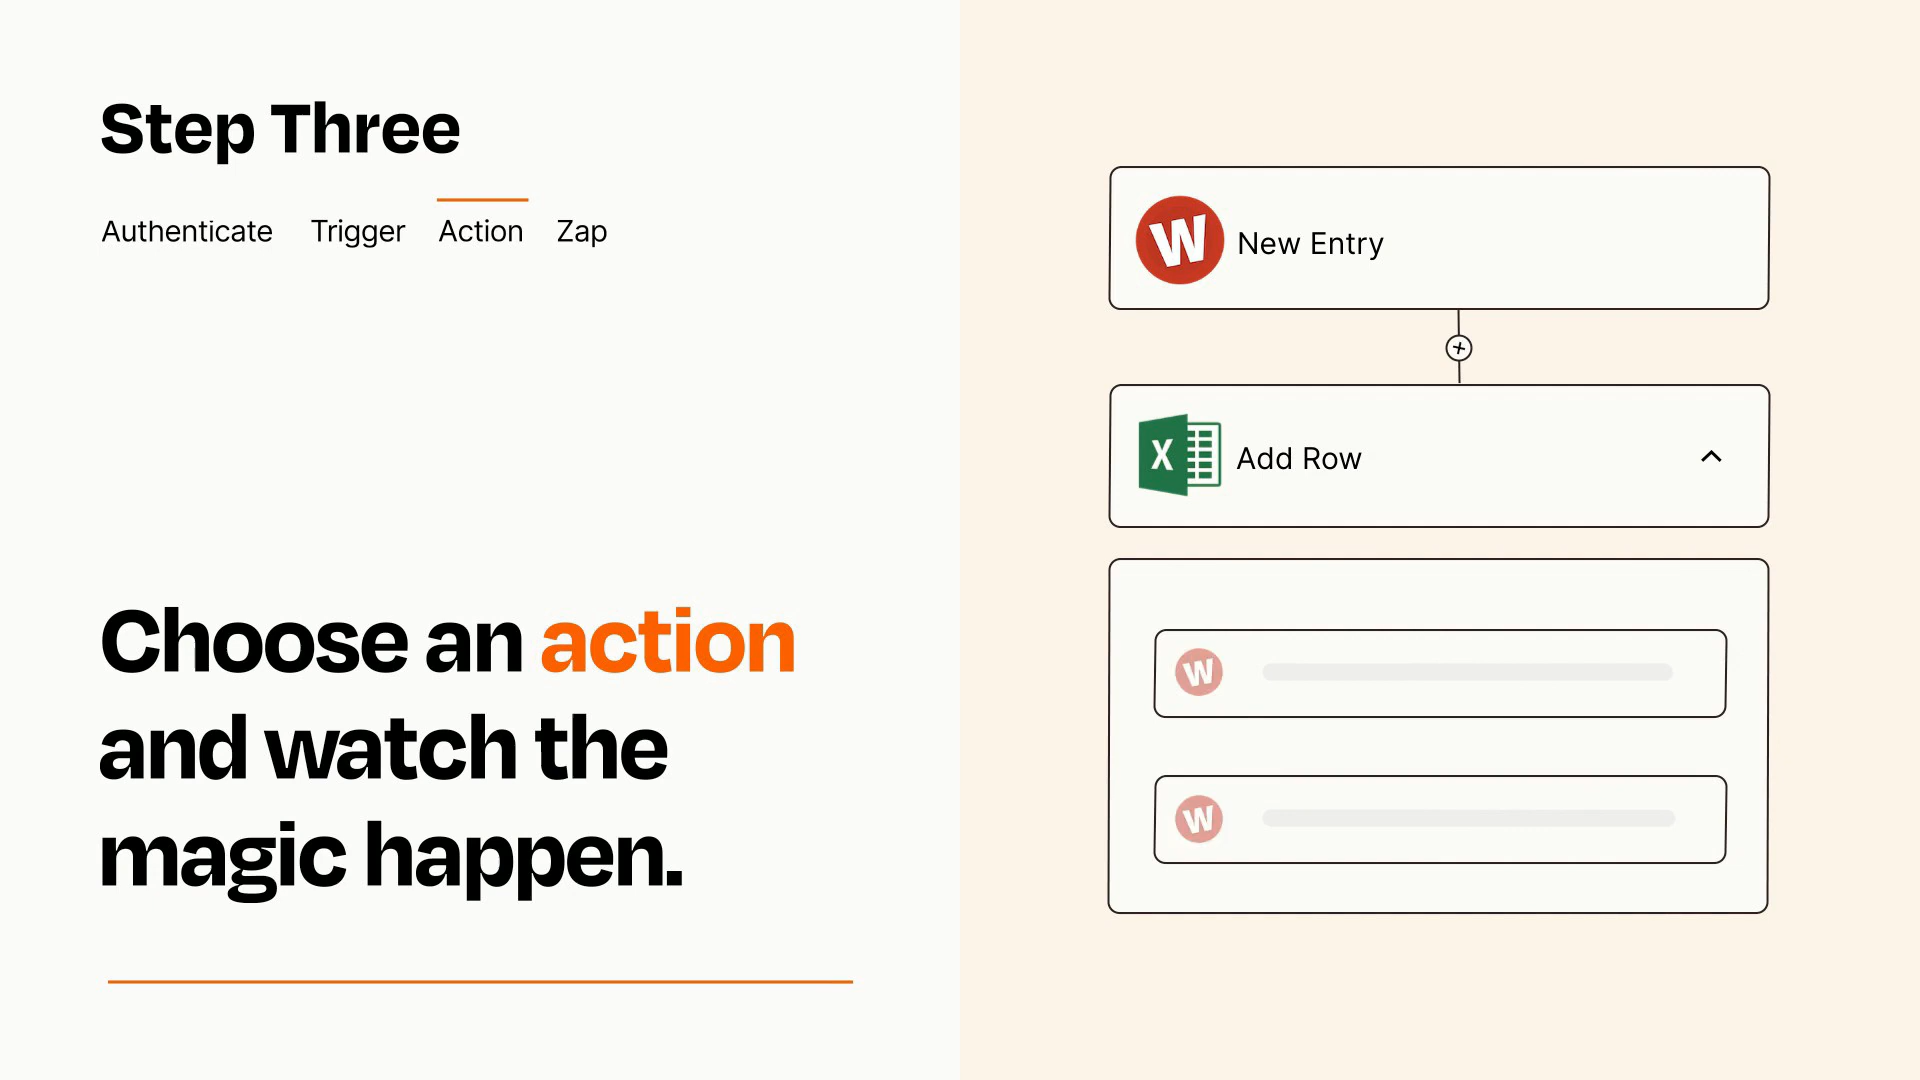 Step Three
Authenticate Trigger Action Zap
Choose an action
and watch the
magic happen.
W New Entry
X Add Row
W
W